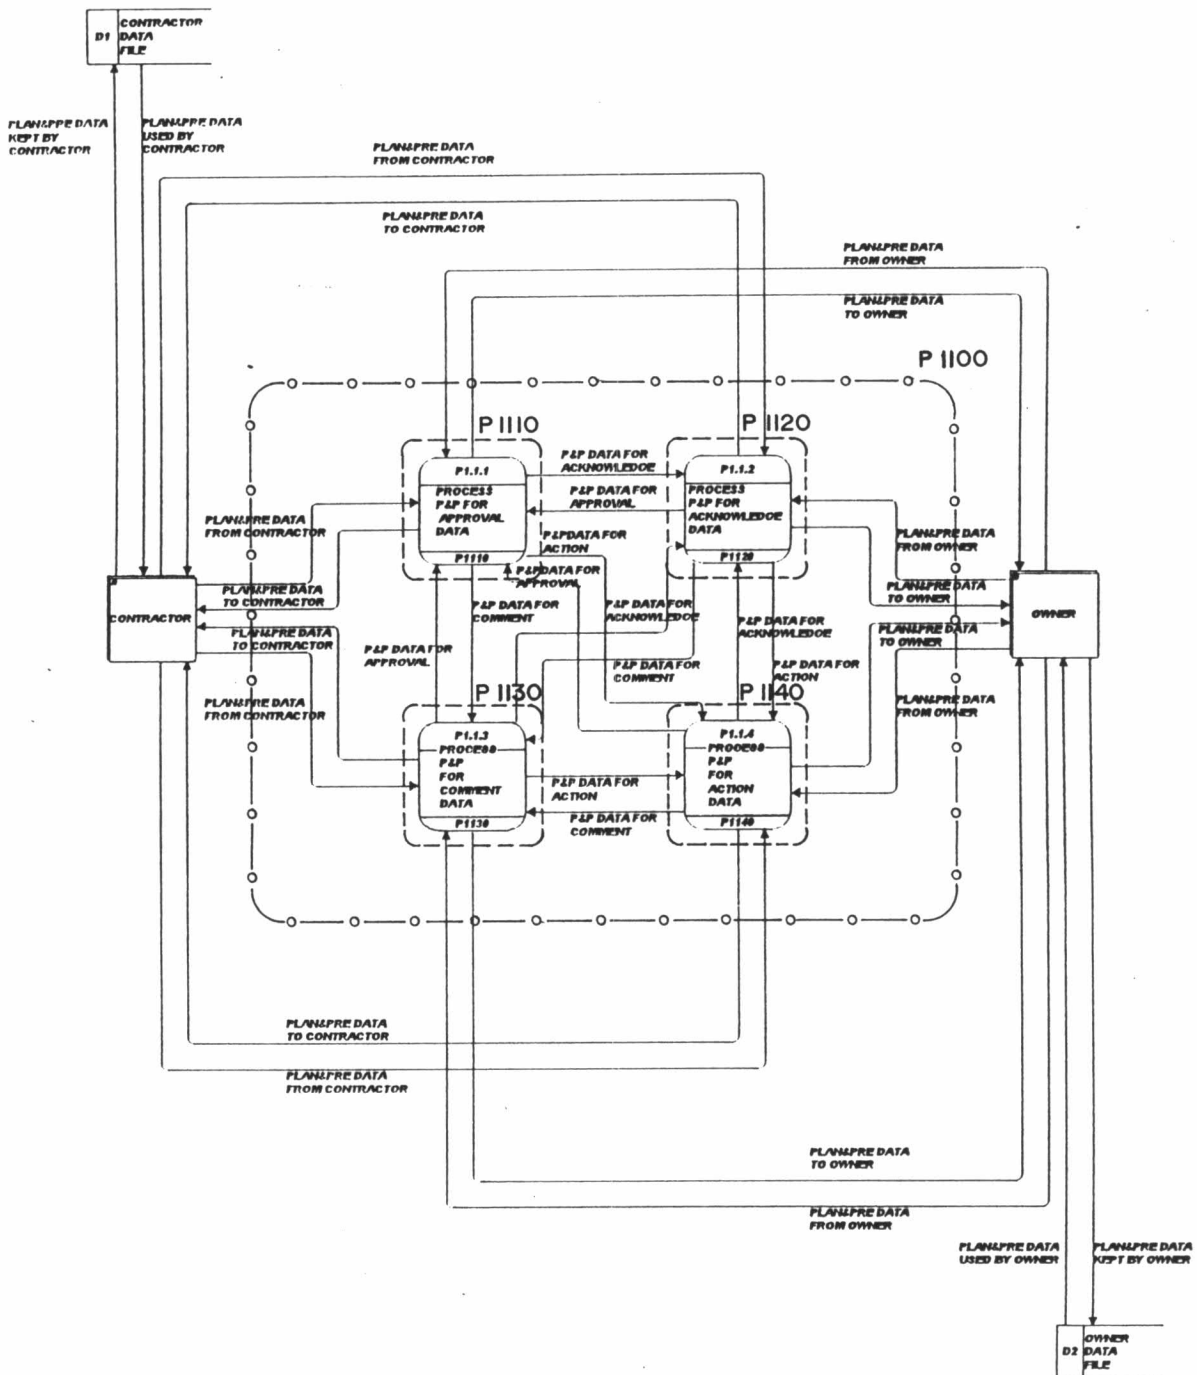 D1
CONTRACTOR
DATA
FILE
PLAN&PRE DATA
KEPT BY
CONTRACTOR
PLAN&PRE DATA
USED BY
CONTRACTOR
PLAN&PRE DATA
FROM CONTRACTOR
PLAN&PRE DATA
TO CONTRACTOR
PLAN&PRE DATA
FROM OWNER
PLAN&PRE DATA
TO OWNER
P 1100
P 1110
P 1120
P1.1.1
PROCESS
P&P FOR
APPROVAL
DATA
P1110
P&P DATA FOR
ACKNOWLEDGE
P&P DATA FOR
APPROVAL
P1.1.2
PROCESS
P&P FOR
ACKNOWLEDGE
DATA
P1120
PLAN&PRE DATA
FROM CONTRACTOR
P&PDATA FOR
ACTION
P&PDATA FOR
APPROVAL
PLAN&PRE DATA
FROM OWNER
CONTRACTOR
PLAN&PRE DATA
TO CONTRACTOR
PLAN&PRE DATA
TO CONTRACTOR
P&P DATA FOR
COMMENT
P&P DATA FOR
ACKNOWLEDGE
P&P DATA FOR
ACKNOWLEDGE
PLAN&PRE DATA
TO OWNER
PLAN&PRE DATA
TO OWNER
OWNER
P&P DATA FOR
APPROVAL
P&P DATA FOR
COMMENT
P&P DATA FOR
ACTION
PLAN&PRE DATA
FROM CONTRACTOR
PLAN&PRE DATA
FROM OWNER
P 1130
P 1140
P1.1.3
PROCESS
P&P
FOR
COMMENT
DATA
P1130
P&P DATA FOR
ACTION
P&P DATA FOR
COMMENT
P1.1.4
PROCESS
P&P
FOR
ACTION
DATA
P1140
PLAN&PRE DATA
TO CONTRACTOR
PLAN&PRE DATA
FROM CONTRACTOR
PLAN&PRE DATA
TO OWNER
PLAN&PRE DATA
FROM OWNER
PLAN&PRE DATA
USED BY OWNER
PLAN&PRE DATA
KEPT BY OWNER
D2
OWNER
DATA
FILE